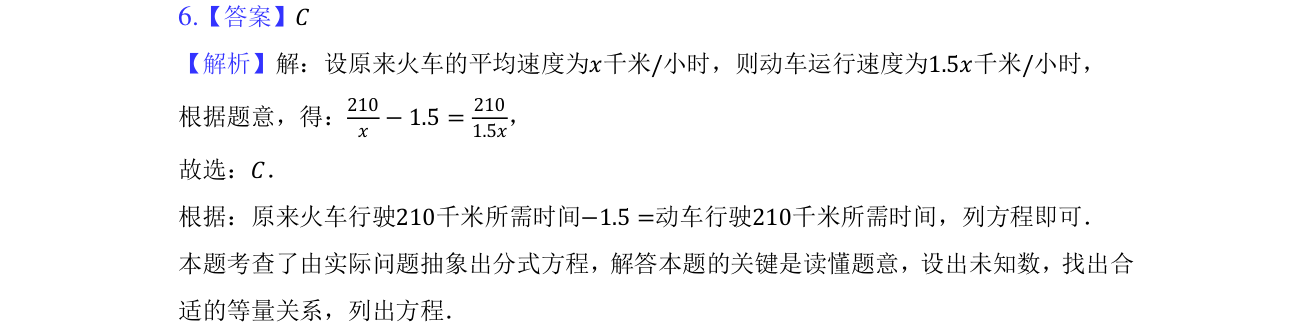 6.【答案】C
【解析】解：设原来火车的平均速度为x千米/小时，则动车运行速度为1.5x千米/小时，
根据题意，得：210/x − 1.5 = 210/1.5x，
故选：C．
根据：原来火车行驶210千米所需时间−1.5 =动车行驶210千米所需时间，列方程即可．
本题考查了由实际问题抽象出分式方程，解答本题的关键是读懂题意，设出未知数，找出合
适的等量关系，列出方程．